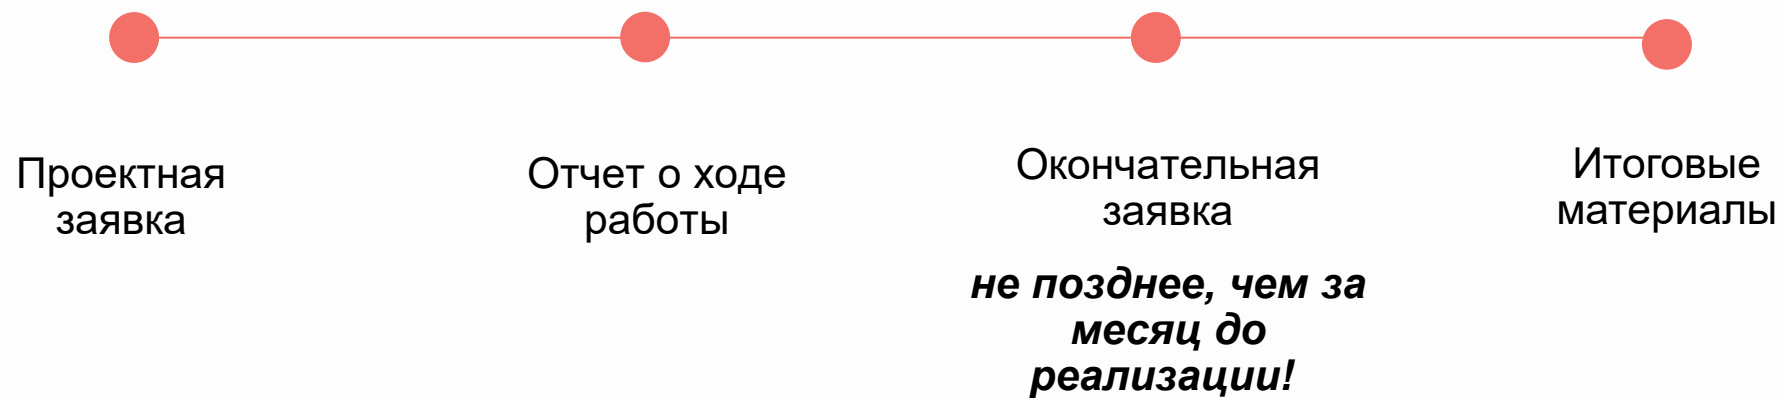 Проектная
заявка
Отчет о ходе
работы
Окончательная
заявка
не позднее, чем за
месяц до
реализации!
Итоговые
материалы